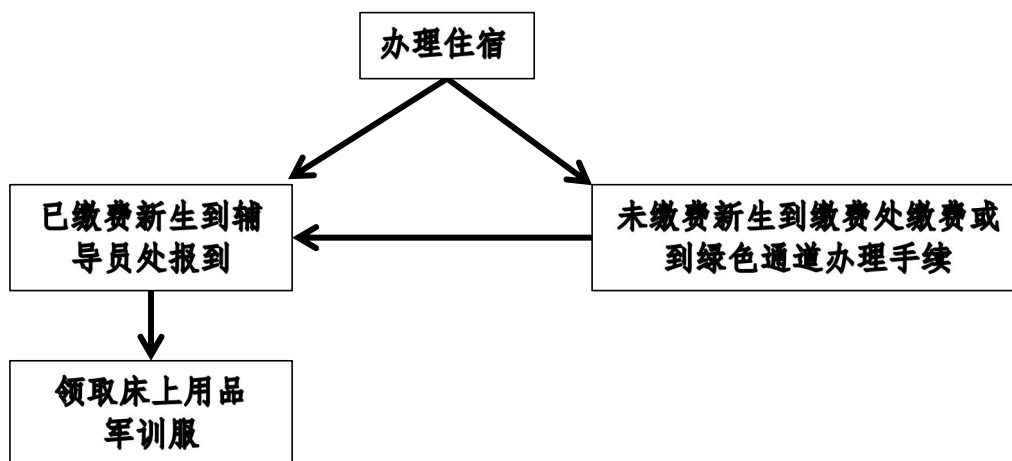 办理住宿
已缴费新生到辅
导员处报到
未缴费新生到缴费处缴费或
到绿色通道办理手续
领取床上用品
军训服